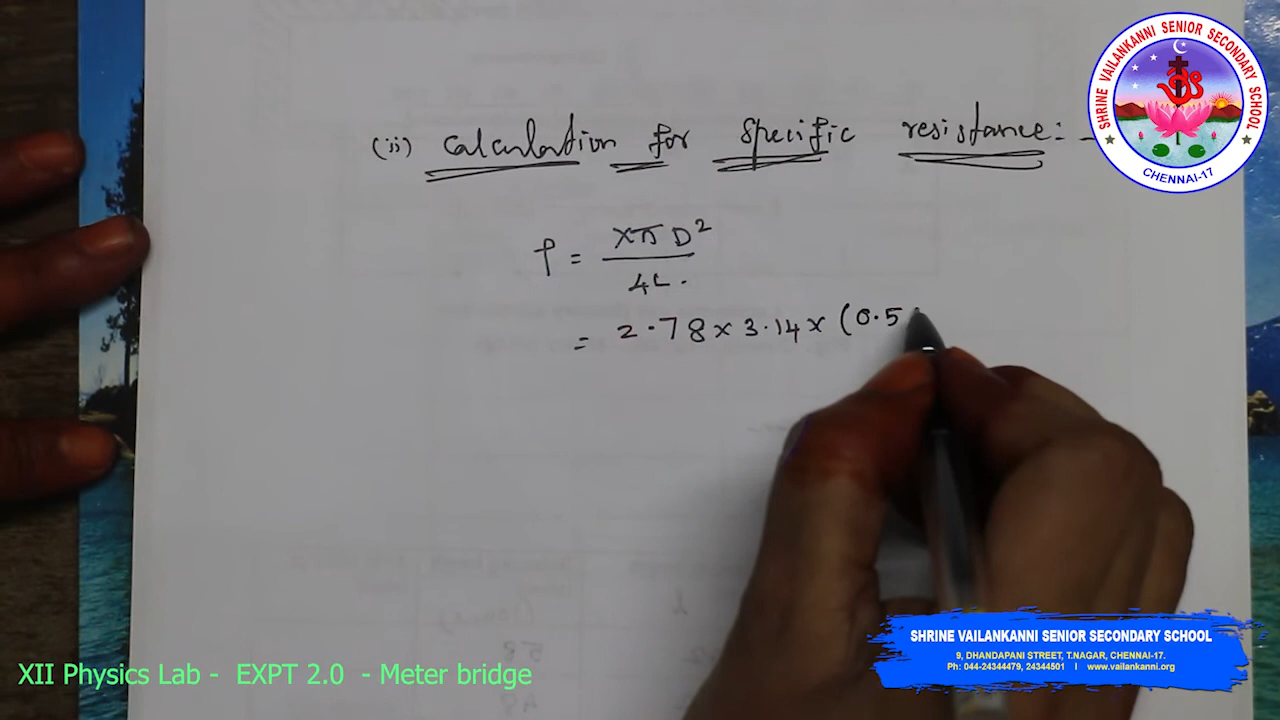 (ii) Calculation for specific resistance: -
ρ = XπD² / 4L.
= 2.78 x 3.14 x (0.5
SHRINE VAILANKANNI SENIOR SECONDARY SCHOOL
CHENNAI-17
SHRINE VAILANKANNI SENIOR SECONDARY SCHOOL
9, DHANDAPANI STREET, T.NAGAR, CHENNAI-17.
Ph: 044-24344479, 24344501 I www.vailankanni.org
XII Physics Lab - EXPT 2.0 - Meter bridge